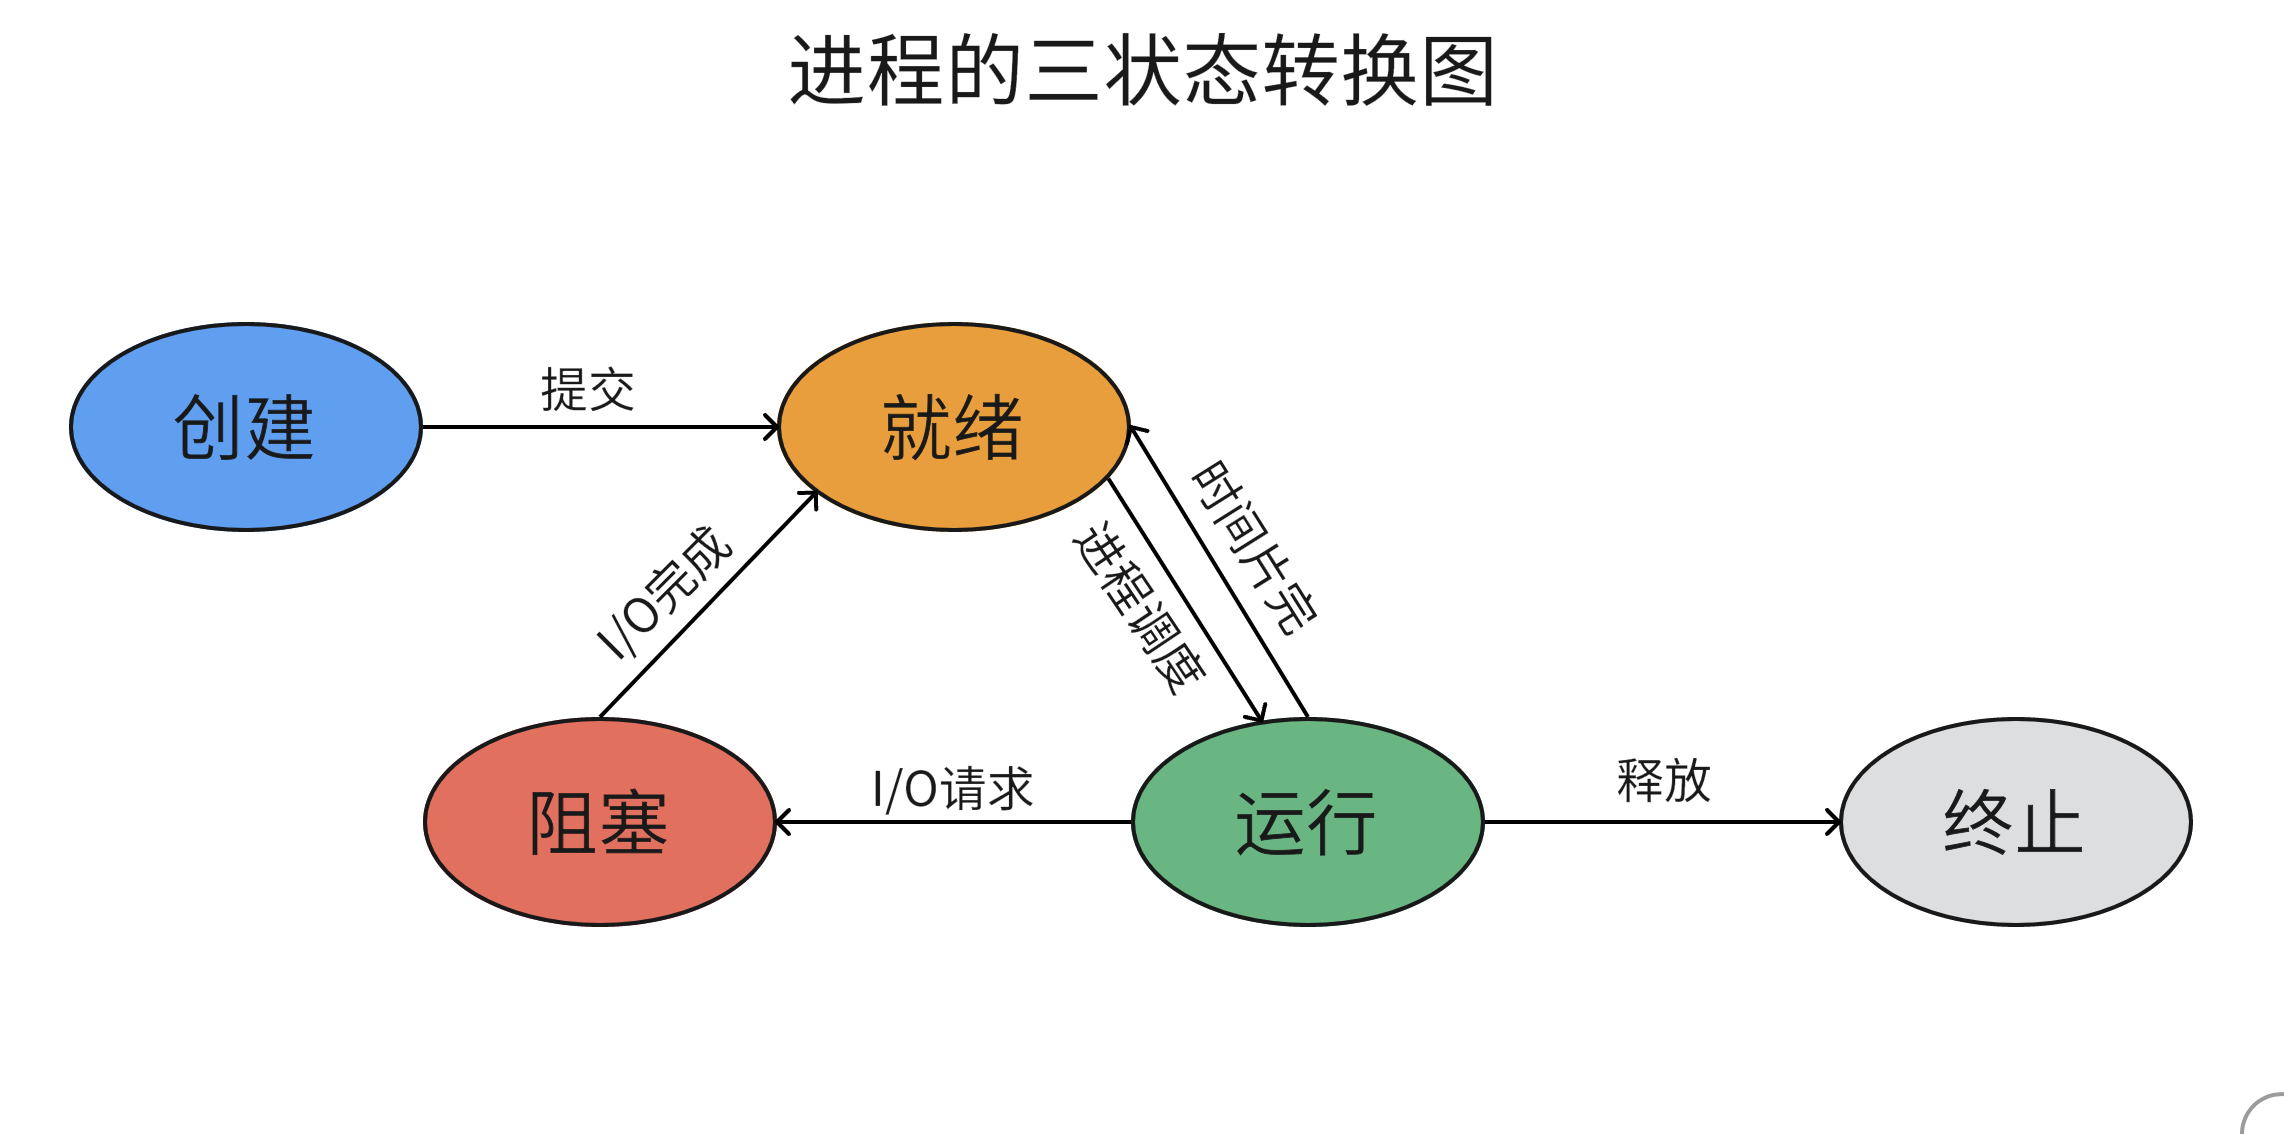 进程的三状态转换图
创建
提交
就绪
时间片完
进程调度
I/O完成
阻塞
I/O请求
运行
释放
终止